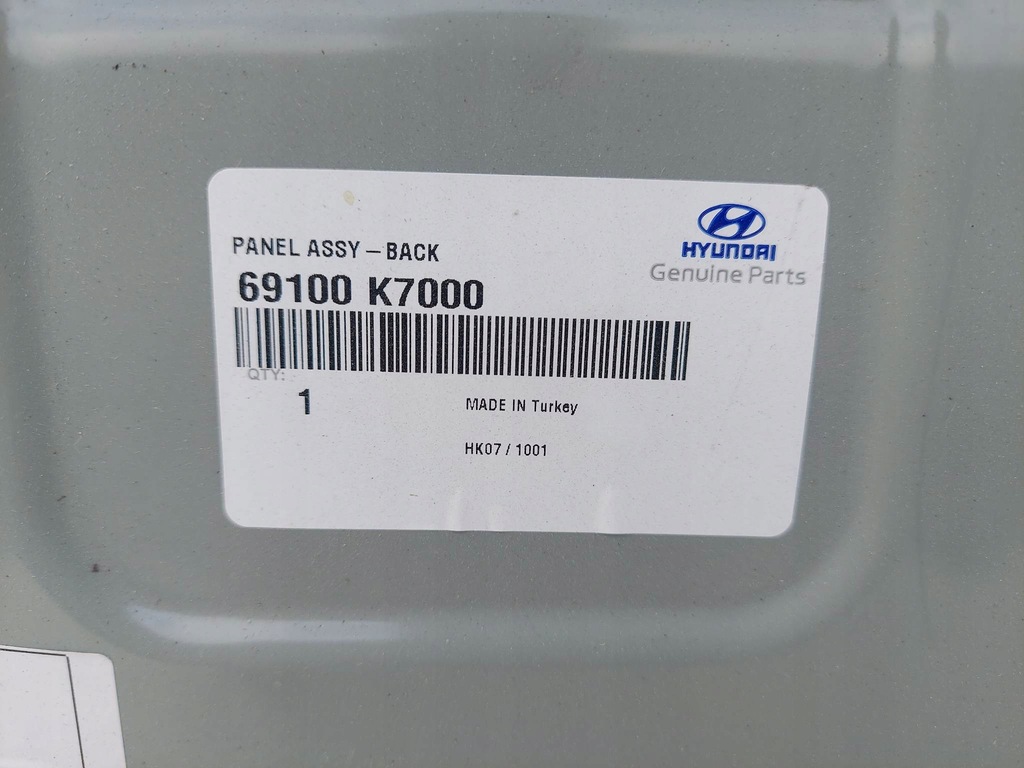 HYUNDAI
Genuine Parts
PANEL ASSY – BACK
69100 K7000
QTY:
1
MADE IN Turkey
HK07 / 1001